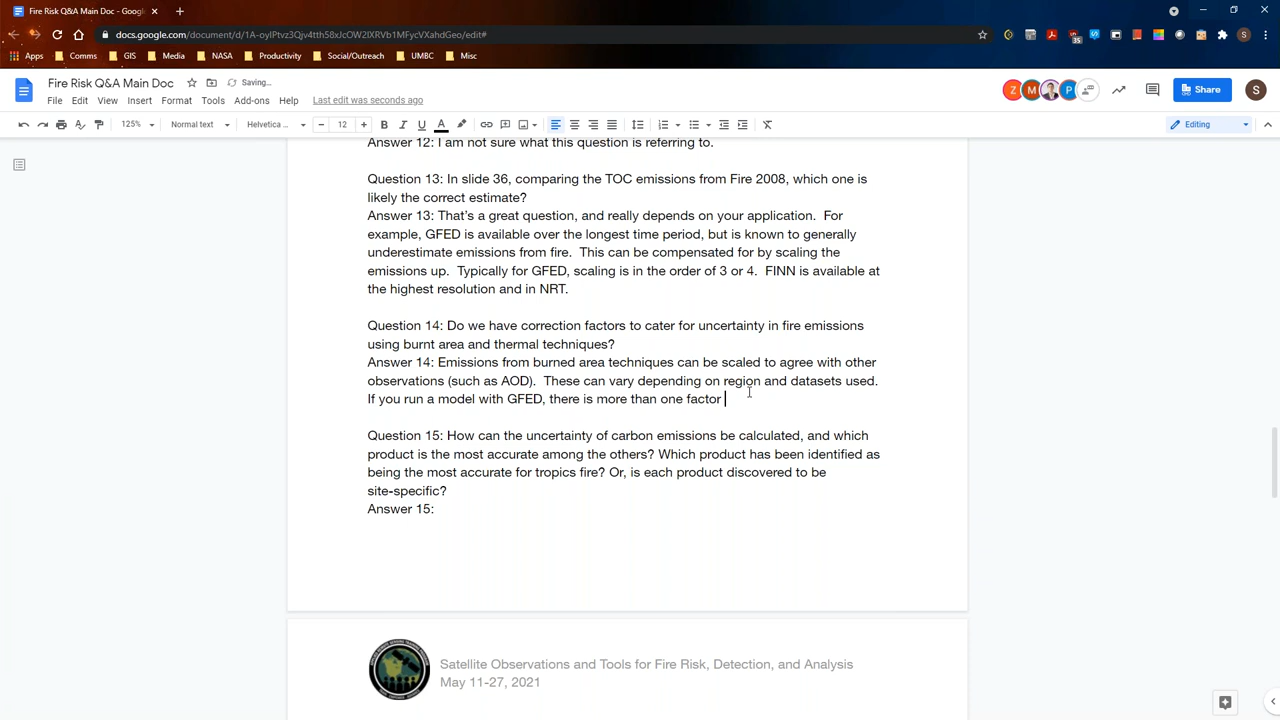 Fire Risk Q&A Main Doc - Google
docs.google.com/document/d/1A-oyIPtvz3Qjv4tth58xJcOW2IXRVb1MFycVXahdGeo/edit#
Apps Comms GIS Media NASA Productivity Social/Outreach UMBC Misc
Fire Risk Q&A Main Doc Saving...
File Edit View Insert Format Tools Add-ons Help Last edit was seconds ago
Z M P Share S
125% Normal text Helvetica ... 12 B I U A Editing
Answer 12: I am not sure what this question is referring to.
Question 13: In slide 36, comparing the TOC emissions from Fire 2008, which one is
likely the correct estimate?
Answer 13: That's a great question, and really depends on your application. For
example, GFED is available over the longest time period, but is known to generally
underestimate emissions from fire. This can be compensated for by scaling the
emissions up. Typically for GFED, scaling is in the order of 3 or 4. FINN is available at
the highest resolution and in NRT.
Question 14: Do we have correction factors to cater for uncertainty in fire emissions
using burnt area and thermal techniques?
Answer 14: Emissions from burned area techniques can be scaled to agree with other
observations (such as AOD). These can vary depending on region and datasets used.
If you run a model with GFED, there is more than one factor
Question 15: How can the uncertainty of carbon emissions be calculated, and which
product is the most accurate among the others? Which product has been identified as
being the most accurate for tropics fire? Or, is each product discovered to be
site-specific?
Answer 15:
Satellite Observations and Tools for Fire Risk, Detection, and Analysis
May 11-27, 2021